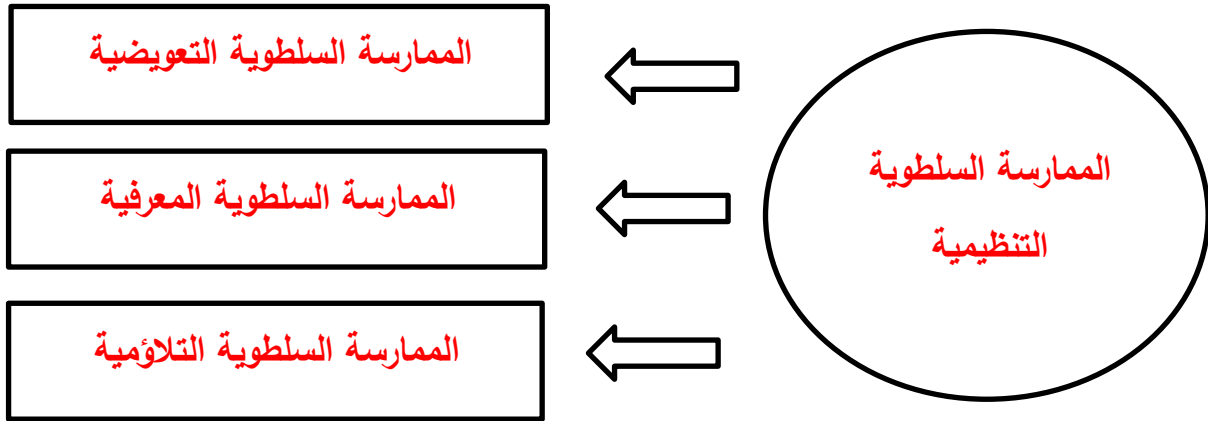 الممارسة السلطوية
التنظيمية
الممارسة السلطوية التعويضية
الممارسة السلطوية المعرفية
الممارسة السلطوية التلاؤمية